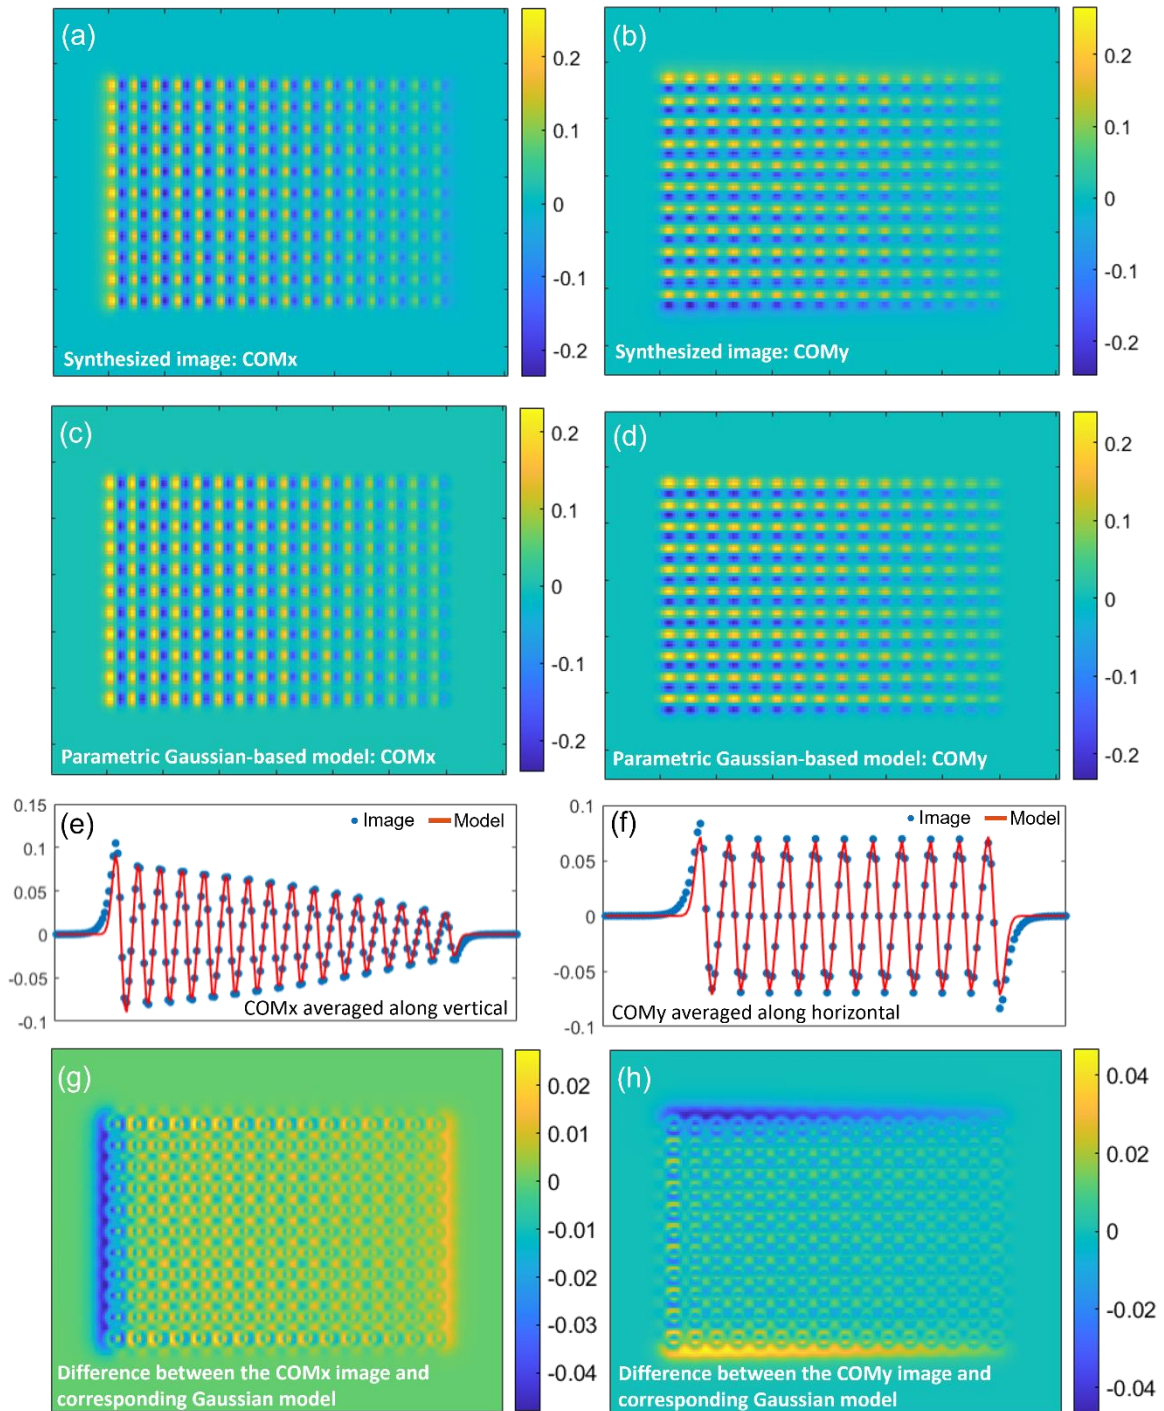 (a)
0.2
0.1
0
-0.1
-0.2
Synthesized image: COMx
(b)
0.2
0.1
0
-0.1
-0.2
Synthesized image: COMy
(c)
0.2
0.1
0
-0.1
-0.2
Parametric Gaussian-based model: COMx
(d)
0.2
0.1
0
-0.1
-0.2
Parametric Gaussian-based model: COMy
0.15
0.1
0.05
0
-0.05
-0.1
(e)
Image Model
COMx averaged along vertical
0.1
0.05
0
-0.05
-0.1
(f)
Image Model
COMy averaged along horizontal
(g)
0.02
0.01
0
-0.01
-0.02
-0.03
-0.04
Difference between the COMx image and
corresponding Gaussian model
(h)
0.04
0.02
0
-0.02
-0.04
Difference between the COMy image and
corresponding Gaussian model